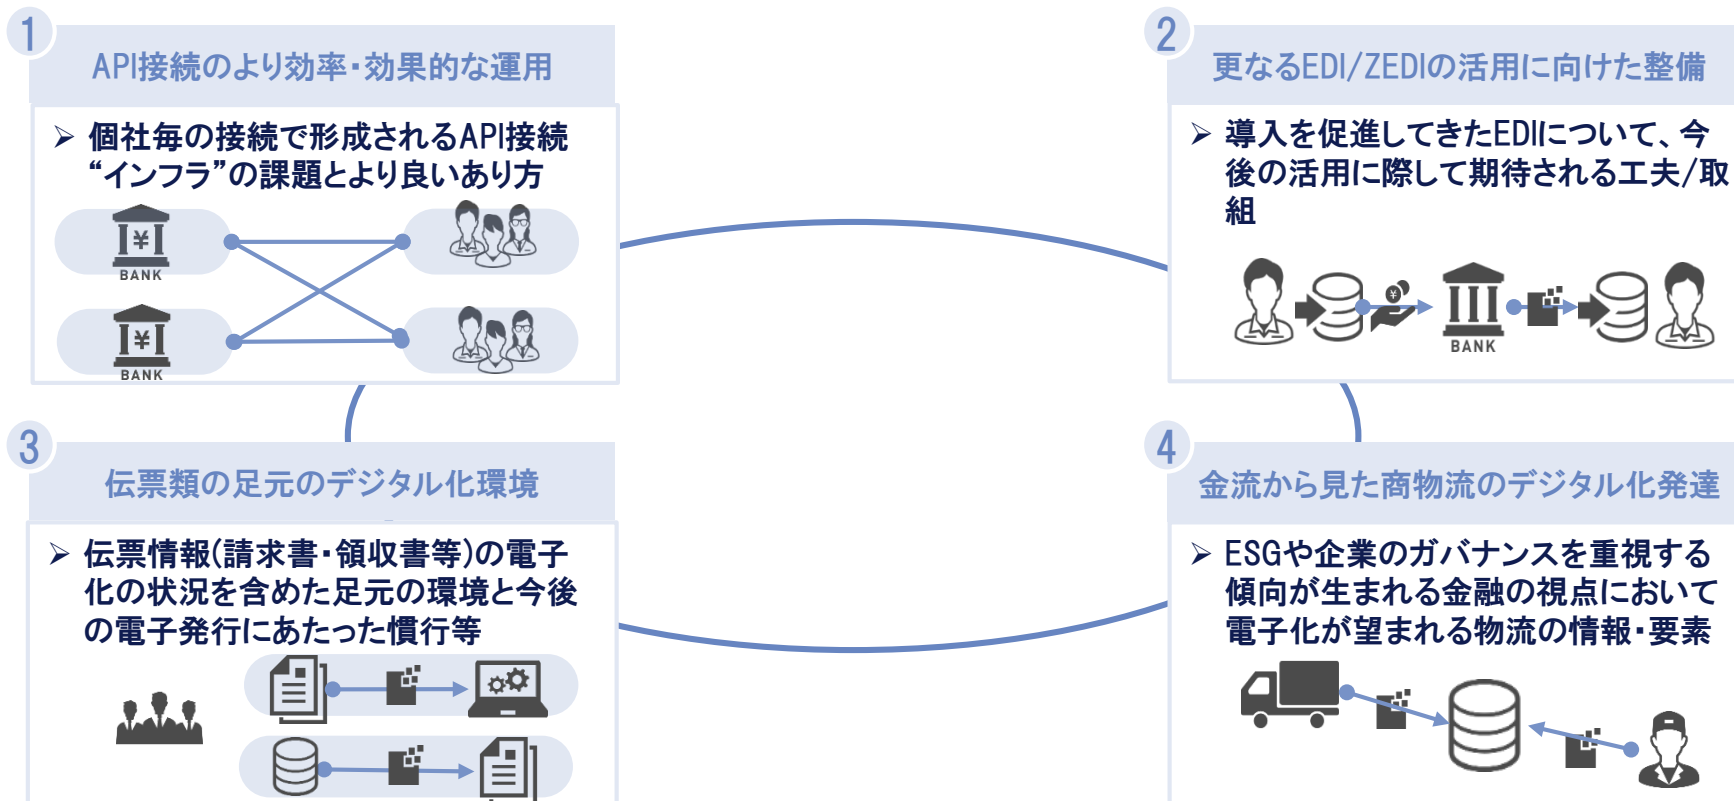 1
API接続のより効率・効果的な運用
➢ 個社毎の接続で形成されるAPI接続
“インフラ”の課題とより良いあり方
¥
BANK
¥
BANK
2
更なるEDI/ZEDIの活用に向けた整備
➢ 導入を促進してきたEDIについて、今
後の活用に際して期待される工夫/取
組
¥
BANK
3
伝票類の足元のデジタル化環境
➢ 伝票情報(請求書・領収書等)の電子
化の状況を含めた足元の環境と今後
の電子発行にあたった慣行等
4
金流から見た商物流のデジタル化発達
➢ ESGや企業のガバナンスを重視する
傾向が生まれる金融の視点において
電子化が望まれる物流の情報・要素